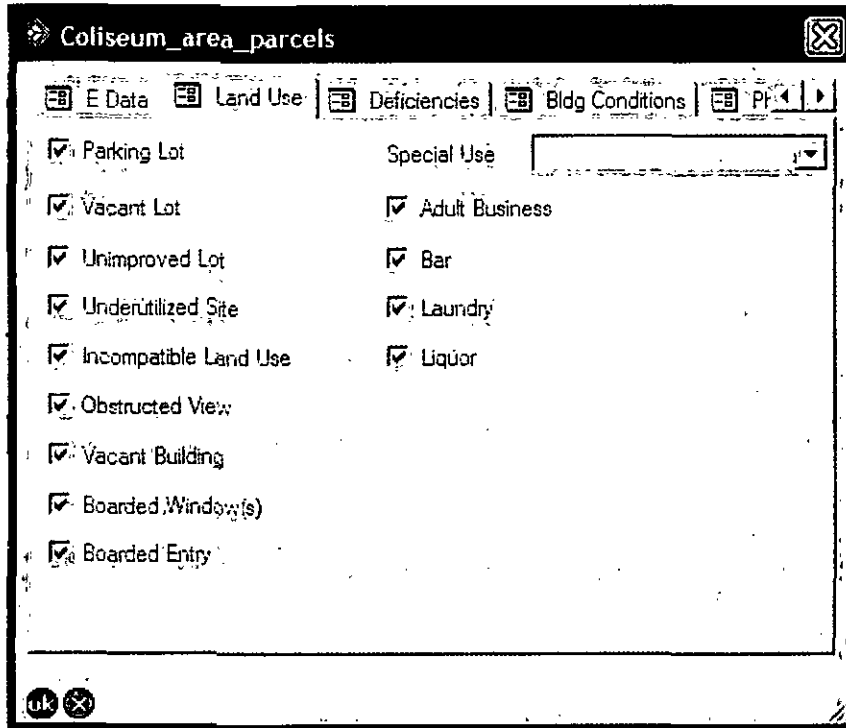 Coliseum_area_parcels
E Data Land Use Deficiencies Bldg Conditions
Parking Lot Special Use
Vacant Lot Adult Business
Unimproved Lot Bar
Underutilized Site Laundry
Incompatible Land Use Liquor
Obstructed View
Vacant Building
Boarded Window(s)
Boarded Entry